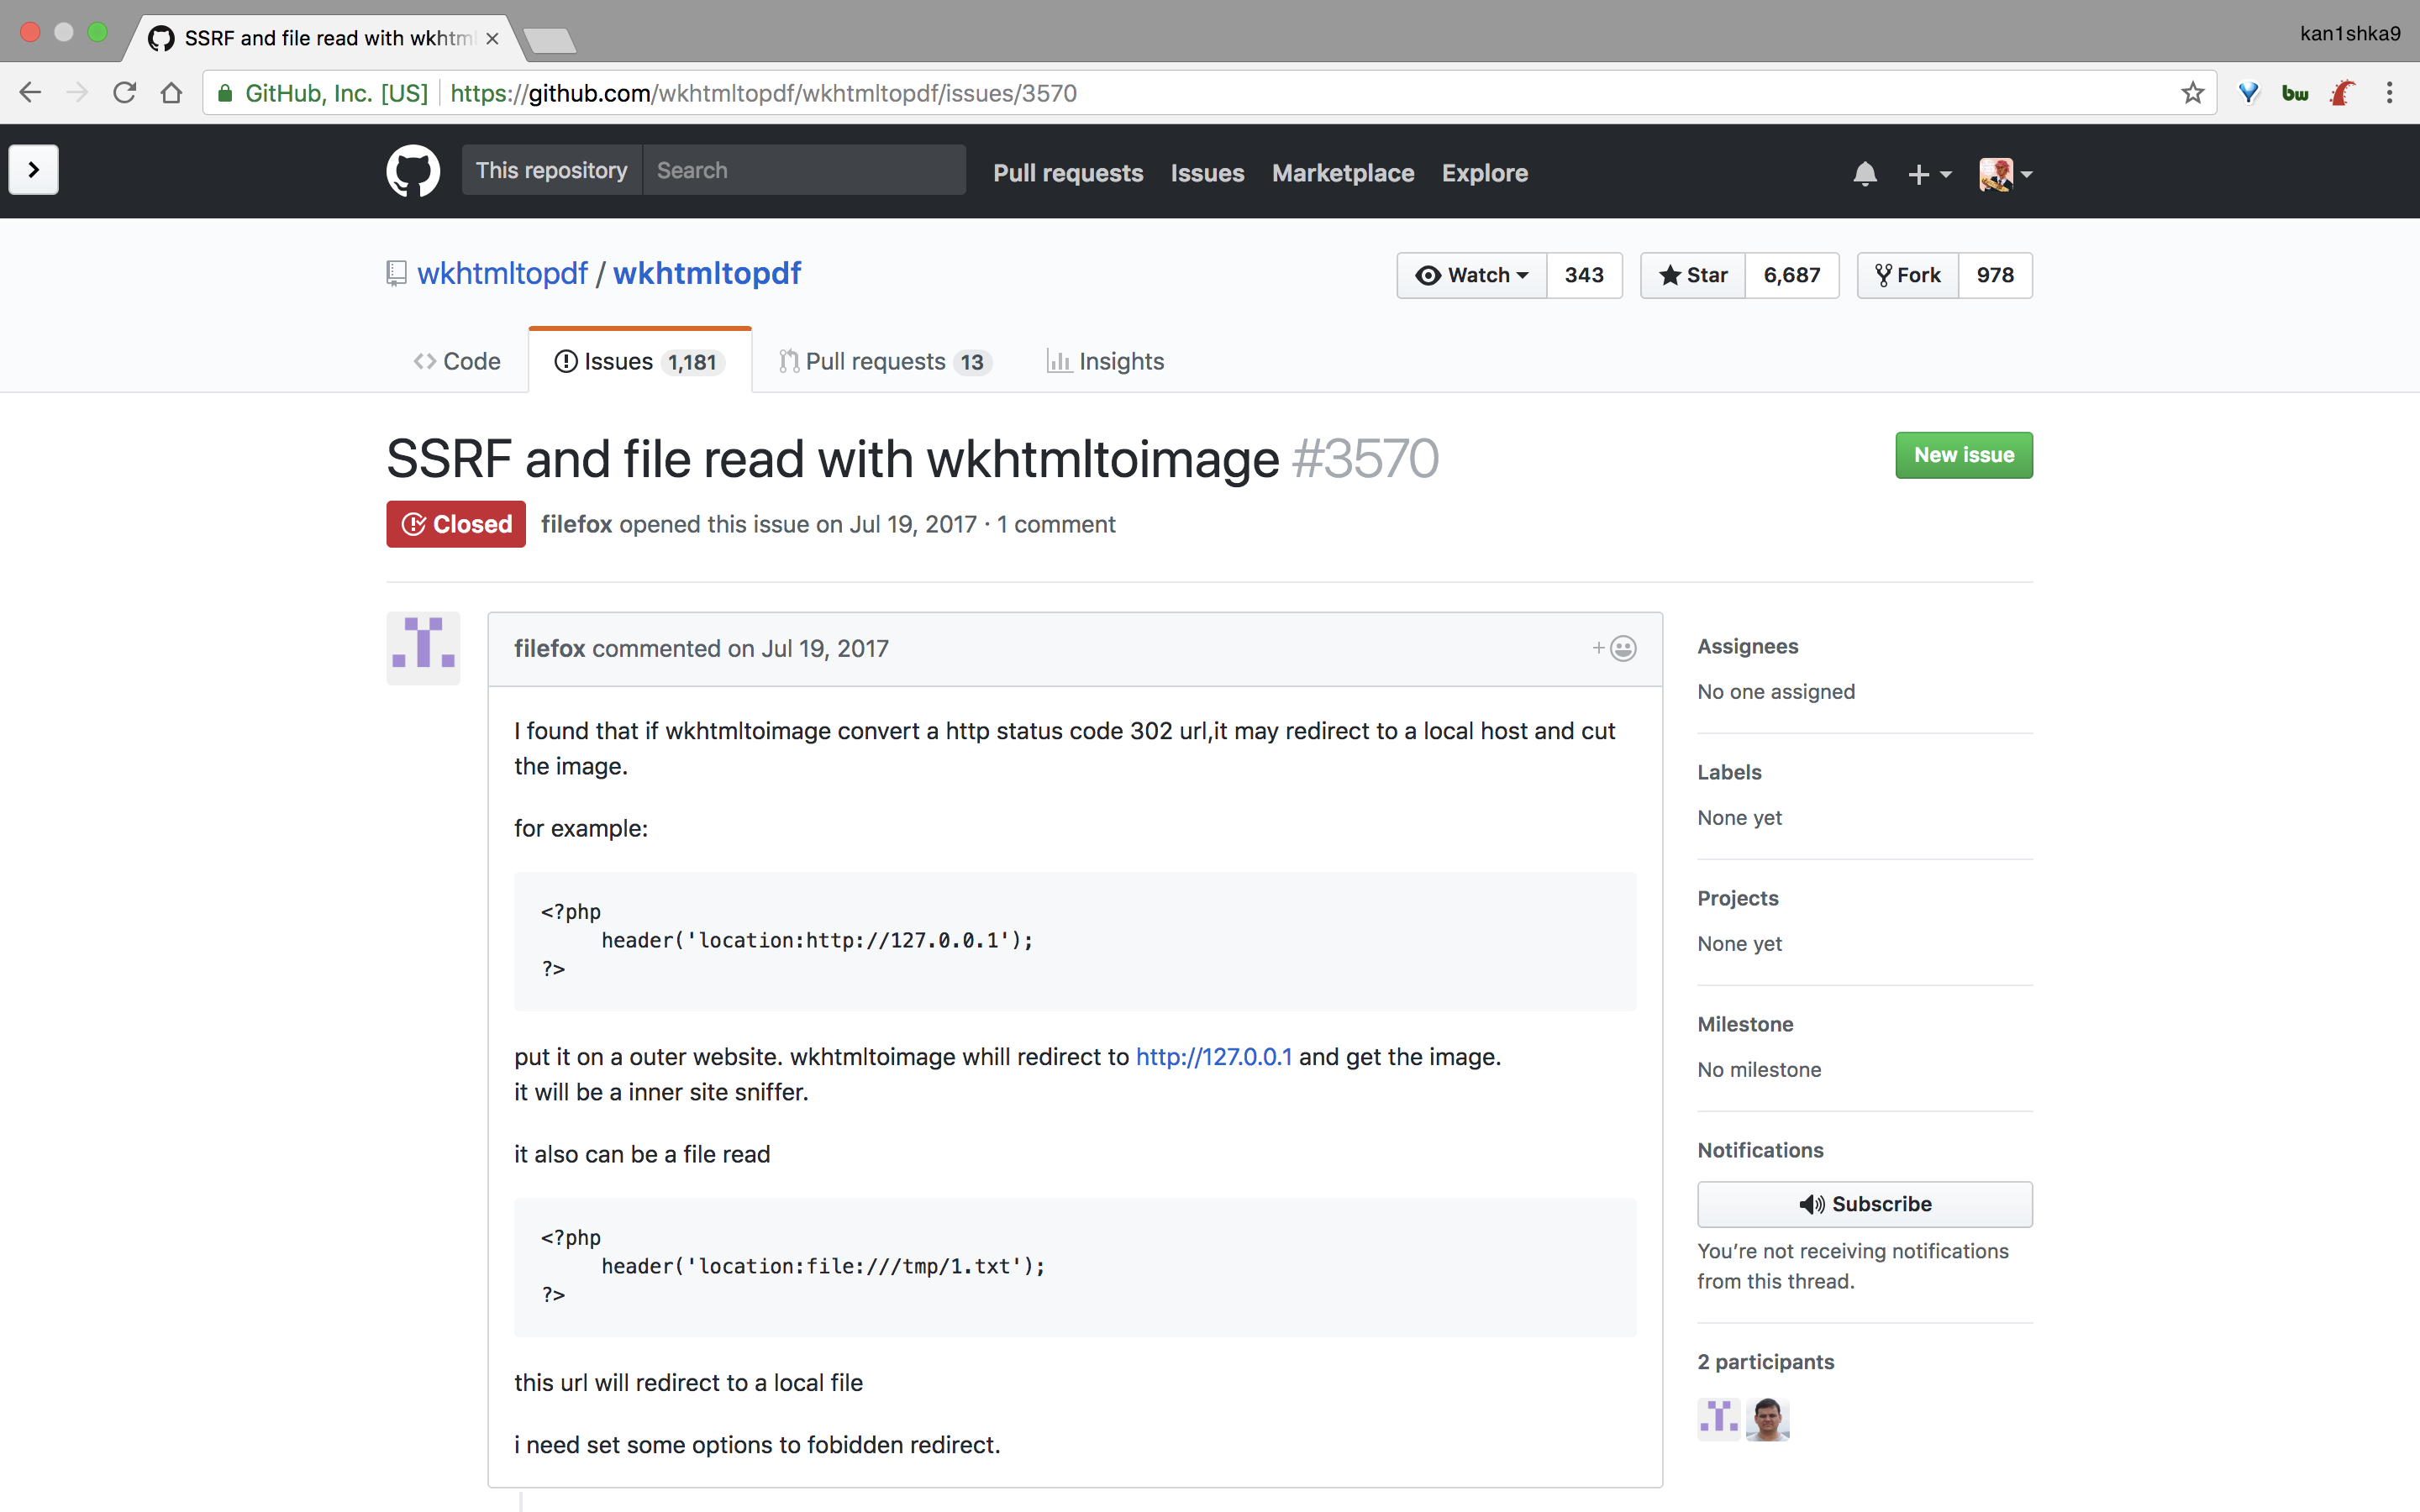 SSRF and file read with wkhtml
kan1shka9
GitHub, Inc. [US] https://github.com/wkhtmltopdf/wkhtmltopdf/issues/3570
bw
This repository Search Pull requests Issues Marketplace Explore
wkhtmltopdf / wkhtmltopdf
Watch 343 Star 6,687 Fork 978
Code Issues 1,181 Pull requests 13 Insights
SSRF and file read with wkhtmltoimage #3570
New issue
Closed filefox opened this issue on Jul 19, 2017 · 1 comment
filefox commented on Jul 19, 2017
I found that if wkhtmltoimage convert a http status code 302 url,it may redirect to a local host and cut
the image.
for example:
<?php
header('location:http://127.0.0.1');
?>
put it on a outer website. wkhtmltoimage whill redirect to http://127.0.0.1 and get the image.
it will be a inner site sniffer.
it also can be a file read
<?php
header('location:file:///tmp/1.txt');
?>
this url will redirect to a local file
i need set some options to fobidden redirect.
Assignees
No one assigned
Labels
None yet
Projects
None yet
Milestone
No milestone
Notifications
Subscribe
You’re not receiving notifications
from this thread.
2 participants